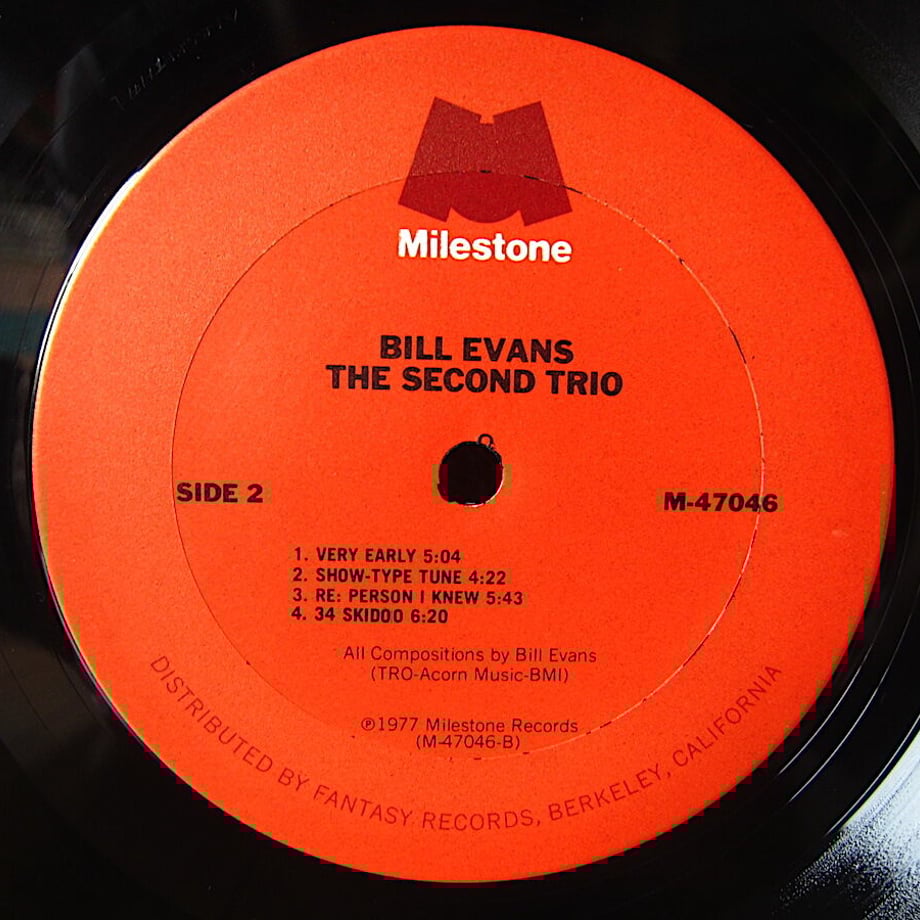 Milestone
BILL EVANS
THE SECOND TRIO
SIDE 2
M-47046
1. VERY EARLY 5:04
2. SHOW-TYPE TUNE 4:22
3. RE: PERSON I KNEW 5:43
4. 34 SKIDOO 6:20
All Compositions by Bill Evans
(TRO-Acorn Music-BMI)
℗1977 Milestone Records
(M-47046-B)
DISTRIBUTED BY FANTASY RECORDS, BERKELEY, CALIFORNIA